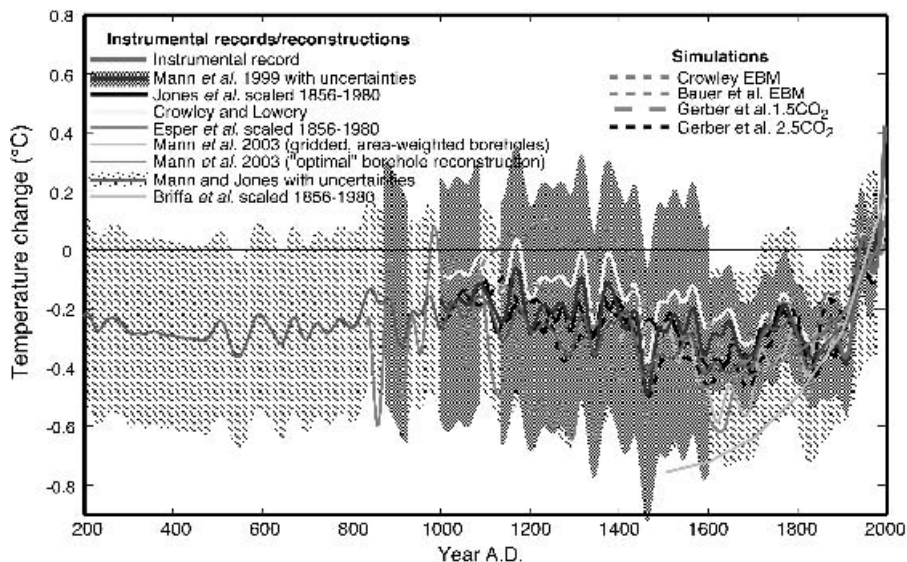 0.8
0.6
0.4
0.2
0
-0.2
-0.4
-0.6
-0.8
Temperature change (°C)
Instrumental records/reconstructions
Instrumental record
Mann et al. 1999 with uncertainties
Jones et al. scaled 1856-1980
Crowley and Lowery
Esper et al. scaled 1856-1980
Mann et al. 2003 (gridded, area-weighted boreholes)
Mann et al. 2003 ("optimal" borehole reconstruction)
Mann and Jones with uncertainties
Briffa et al. scaled 1856-1980
Simulations
Crowley EBM
Bauer et al. EBM
Gerber et al.1.5CO₂
Gerber et al. 2.5CO₂
200 400 600 800 1000 1200 1400 1600 1800 2000
Year A.D.